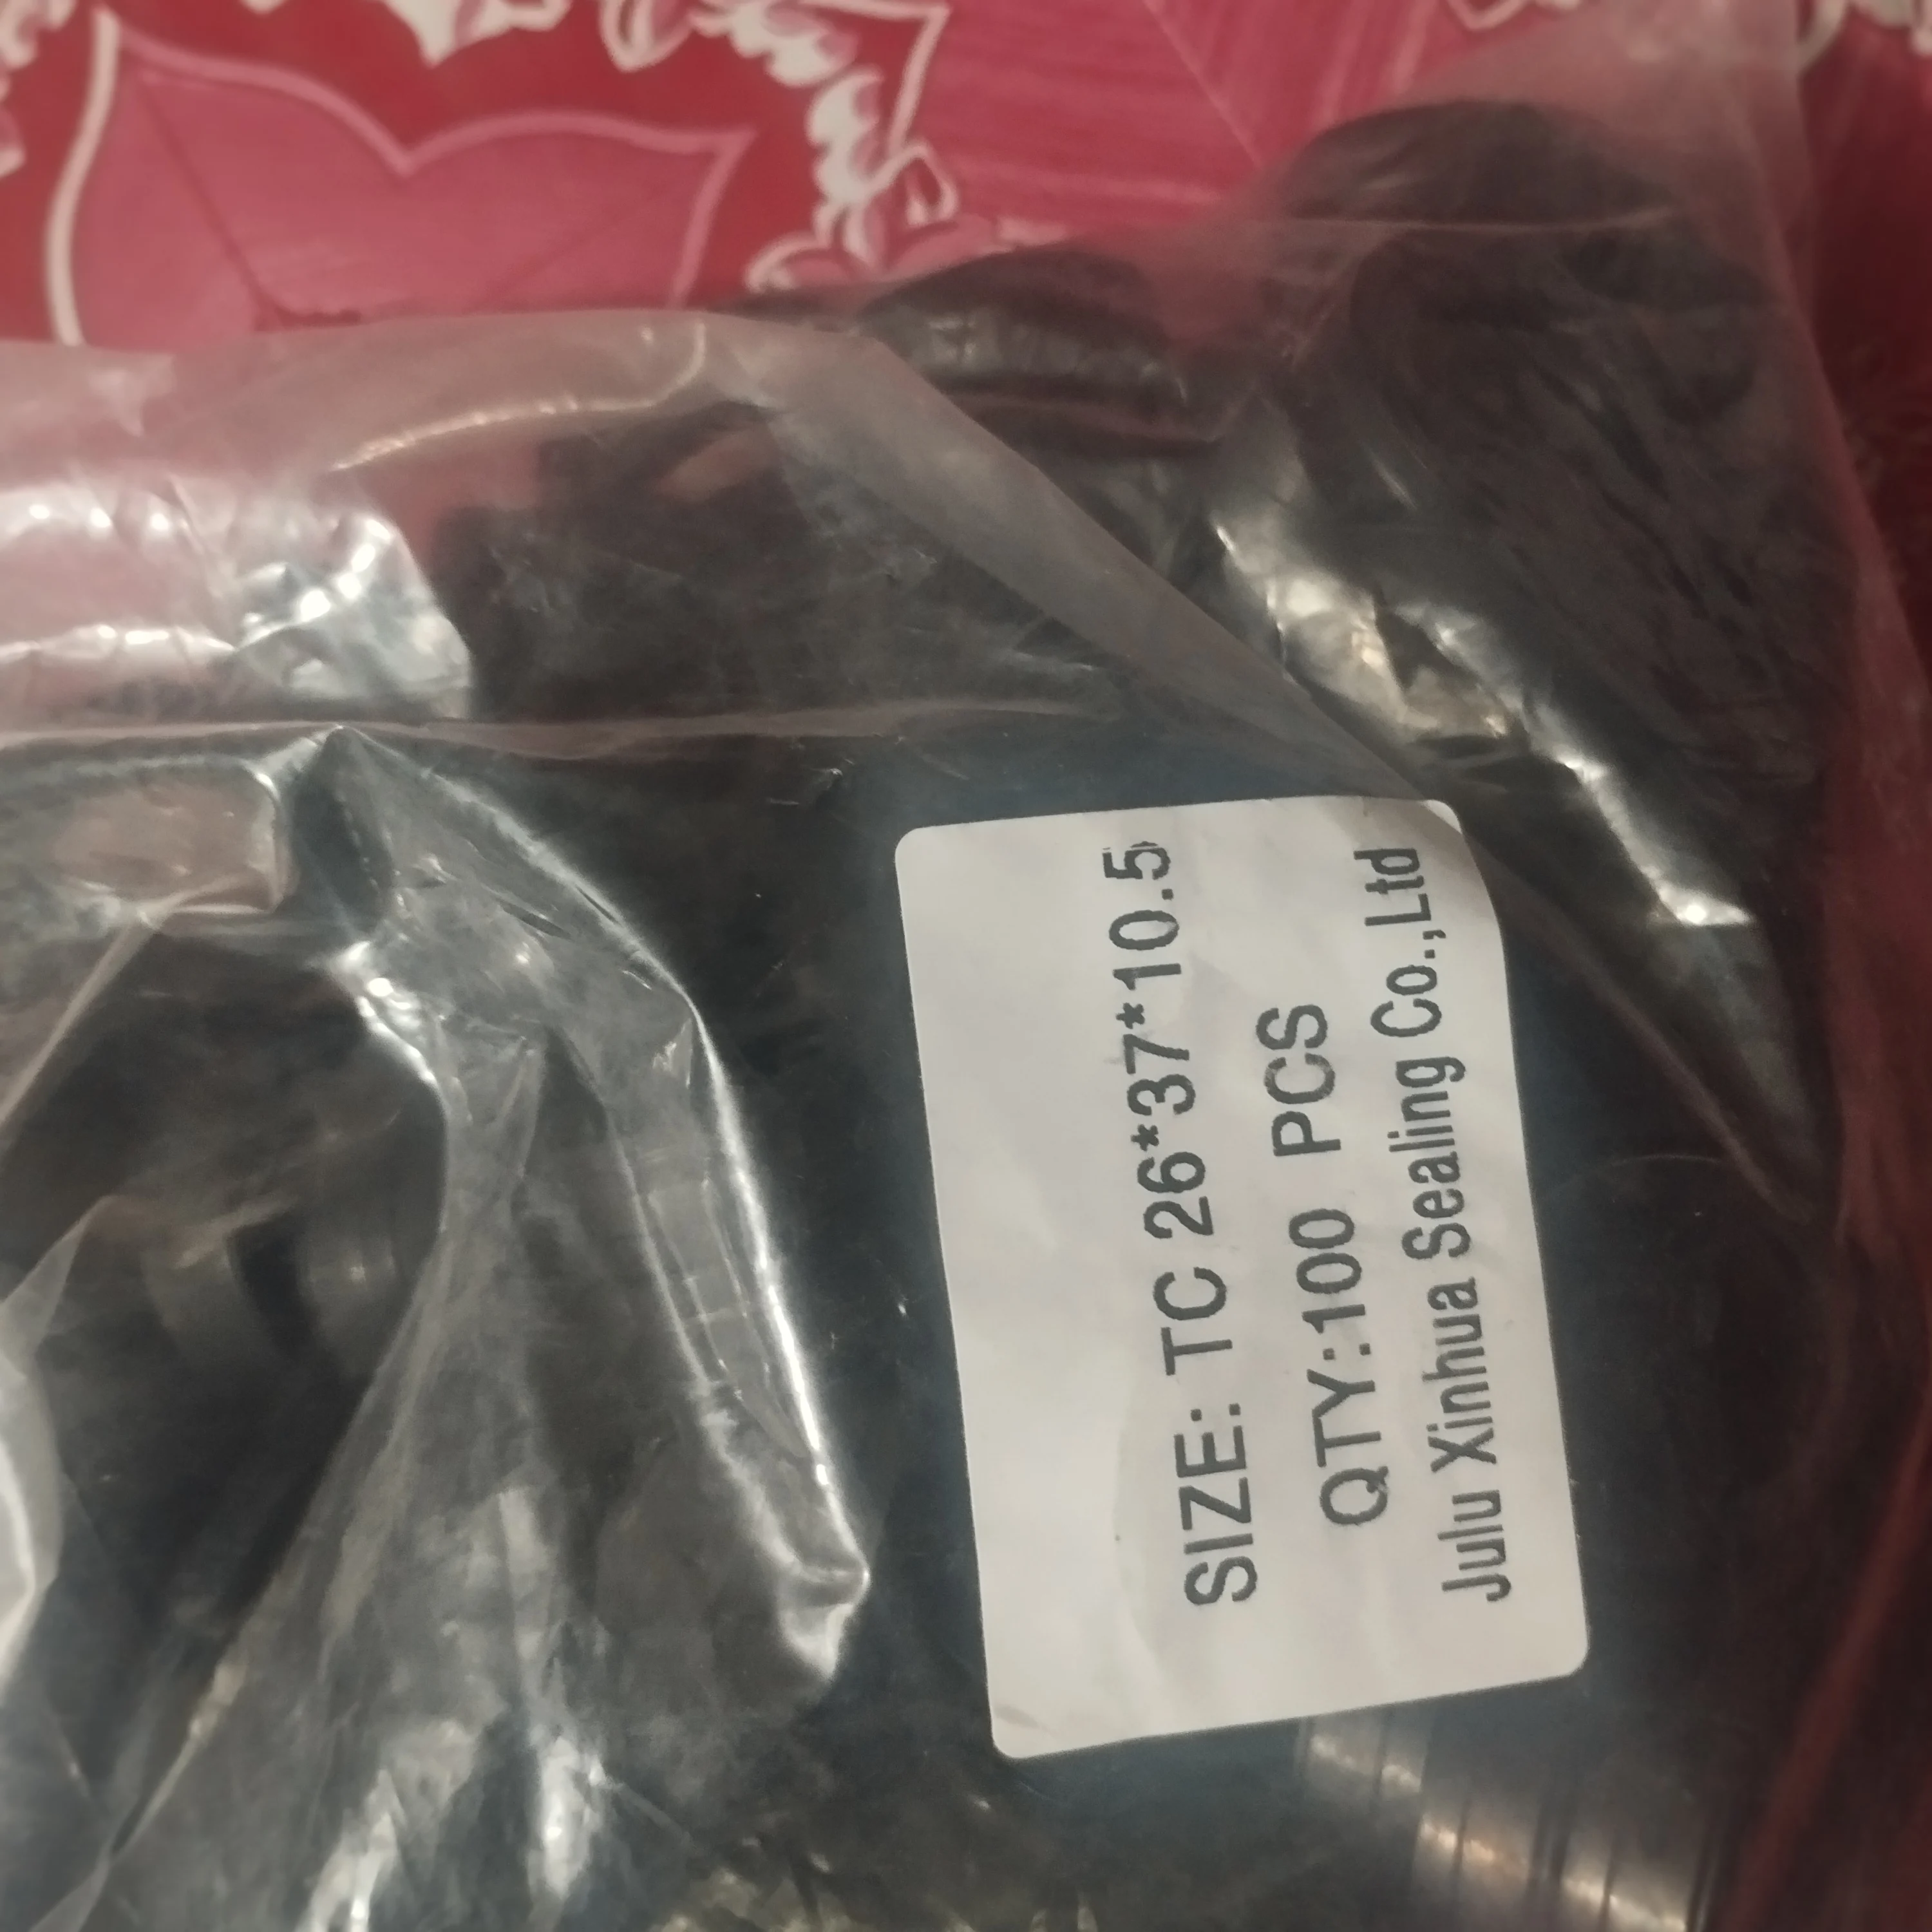 SIZE: TC 26*37*10.5
QTY:100 PCS
Julu Xinhua Sealing Co.,Ltd